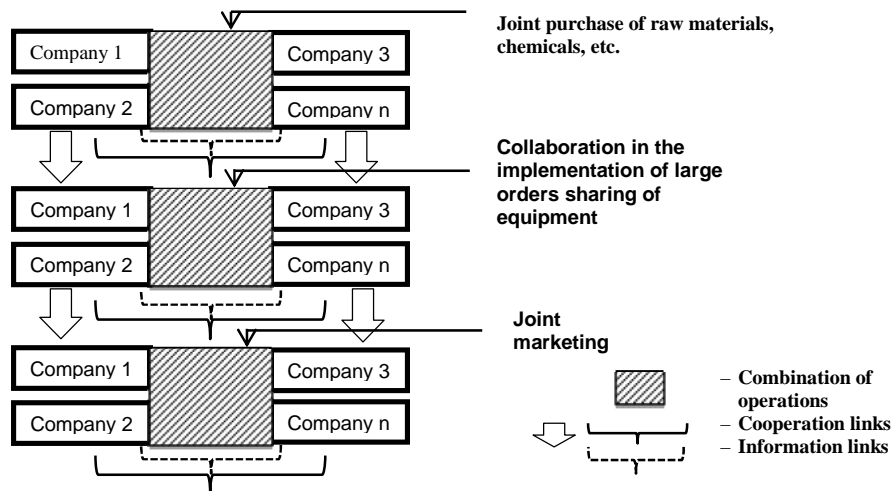 Company 1
Company 3
Company 2
Company n
Joint purchase of raw materials,
chemicals, etc.
Company 1
Company 3
Company 2
Company n
Collaboration in the
implementation of large
orders sharing of
equipment
Company 1
Company 3
Company 2
Company n
Joint
marketing
– Combination of
operations
– Cooperation links
– Information links